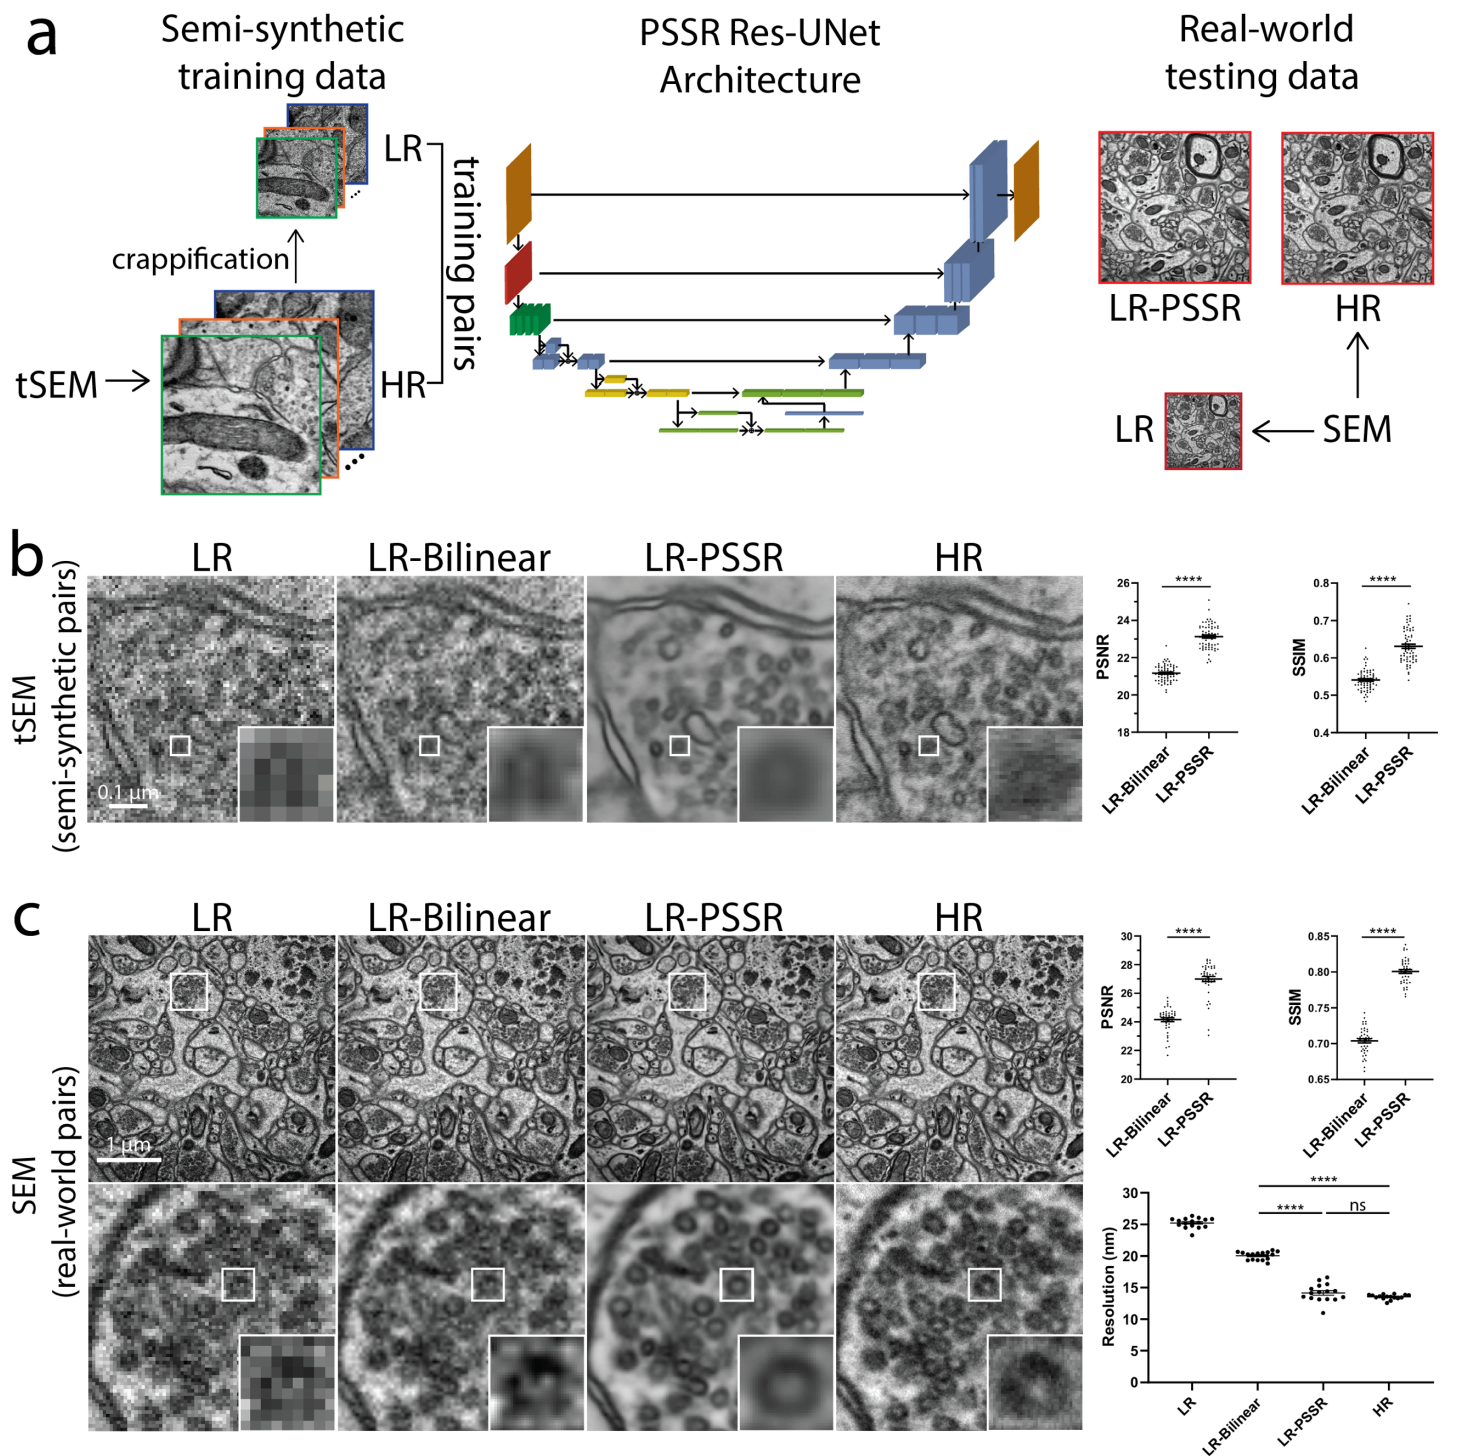 a
Semi-synthetic
training data
PSSR Res-UNet
Architecture
Real-world
testing data
LR
crappification
tSEM
HR
training pairs
LR-PSSR
HR
LR
SEM
b
tSEM
(semi-synthetic pairs)
LR
LR-Bilinear
LR-PSSR
HR
0.1 µm
PSNR
26
24
22
20
18
****
LR-Bilinear
LR-PSSR
SSIM
0.8
0.7
0.6
0.5
0.4
****
LR-Bilinear
LR-PSSR
c
SEM
(real-world pairs)
LR
LR-Bilinear
LR-PSSR
HR
1 µm
PSNR
30
28
26
24
22
20
****
LR-Bilinear
LR-PSSR
SSIM
0.85
0.80
0.75
0.70
0.65
****
LR-Bilinear
LR-PSSR
Resolution (nm)
30
25
20
15
10
5
0
****
****
ns
LR
LR-Bilinear
LR-PSSR
HR